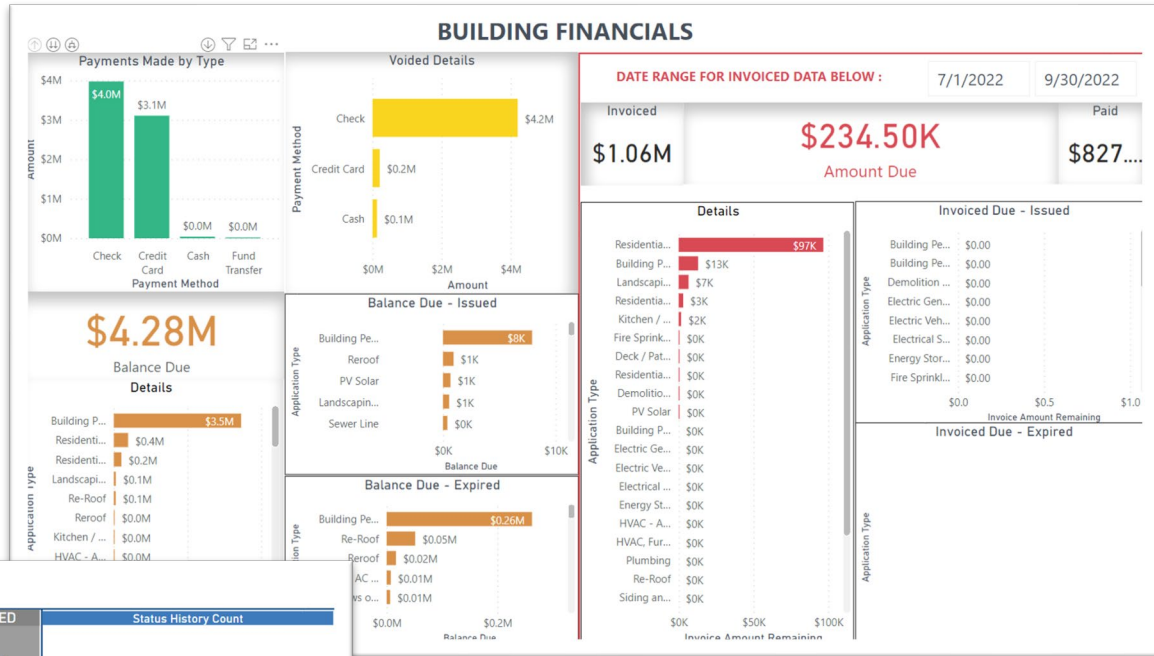 BUILDING FINANCIALS
Payments Made by Type
$4M
$3M
$2M
$1M
$0M
Amount
$4.0M
$3.1M
$0.0M
$0.0M
Check
Credit Card
Cash
Fund Transfer
Payment Method
Voided Details
Payment Method
Check
$4.2M
Credit Card
$0.2M
Cash
$0.1M
$0M
$2M
$4M
Amount
DATE RANGE FOR INVOICED DATA BELOW :
7/1/2022
9/30/2022
Invoiced
$1.06M
$234.50K
Amount Due
Paid
$827....
$4.28M
Balance Due
Details
Application Type
Building P...
$3.5M
Residenti...
$0.4M
Residenti...
$0.2M
Landscapi...
$0.1M
Re-Roof
$0.1M
Reroof
$0.0M
Kitchen / ...
$0.0M
HVAC - A...
$0.0M
Balance Due - Issued
Application Type
Building Pe...
$8K
Reroof
$1K
PV Solar
$1K
Landscapin...
$1K
Sewer Line
$0K
$0K
$10K
Balance Due
Balance Due - Expired
ion Type
Building Pe...
$0.26M
Re-Roof
$0.05M
Reroof
$0.02M
AC ...
$0.01M
ws o...
$0.01M
$0.0M
$0.2M
Balance Due
Details
Application Type
Residentia...
$97K
Building P...
$13K
Landscapi...
$7K
Residentia...
$3K
Kitchen / ...
$2K
Fire Sprink...
$0K
Deck / Pat...
$0K
Residentia...
$0K
Demolitio...
$0K
PV Solar
$0K
Building P...
$0K
Electric Ge...
$0K
Electric Ve...
$0K
Electrical ...
$0K
Energy St...
$0K
HVAC - A...
$0K
HVAC, Fur...
$0K
Plumbing
$0K
Re-Roof
$0K
Siding an...
$0K
$0K
$50K
$100K
Invoice Amount Remaining
Invoiced Due - Issued
Application Type
Building Pe...
$0.00
Building Pe...
$0.00
Demolition ...
$0.00
Electric Gen...
$0.00
Electric Veh...
$0.00
Electrical S...
$0.00
Energy Stor...
$0.00
Fire Sprinkl...
$0.00
$0.0
$0.5
$1.0
Invoice Amount Remaining
Invoiced Due - Expired
Application Type
ED
Status History Count